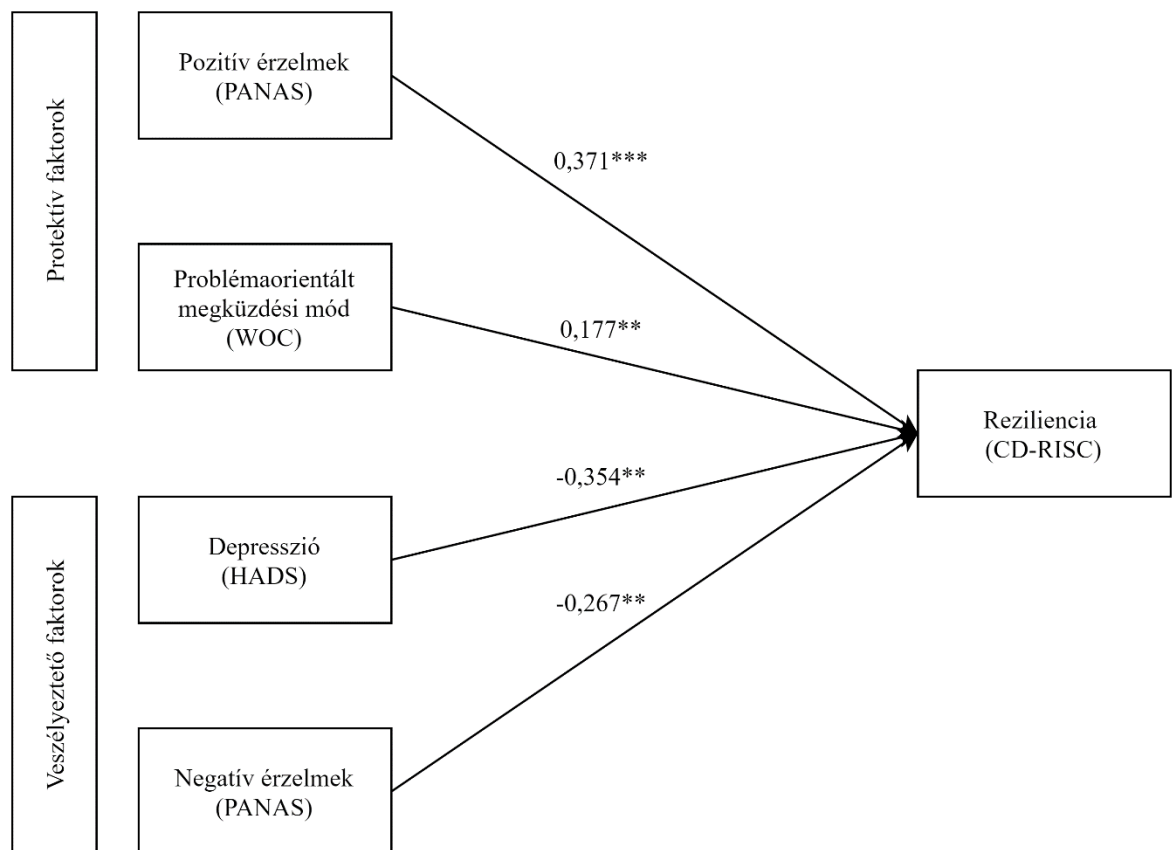 Protektív faktorok
Pozitív érzelmek
(PANAS)
0,371***
Problémaorientált
megküzdési mód
(WOC)
0,177**
Reziliencia
(CD-RISC)
Veszélyeztető faktorok
-0,354**
Depresszió
(HADS)
-0,267**
Negatív érzelmek
(PANAS)